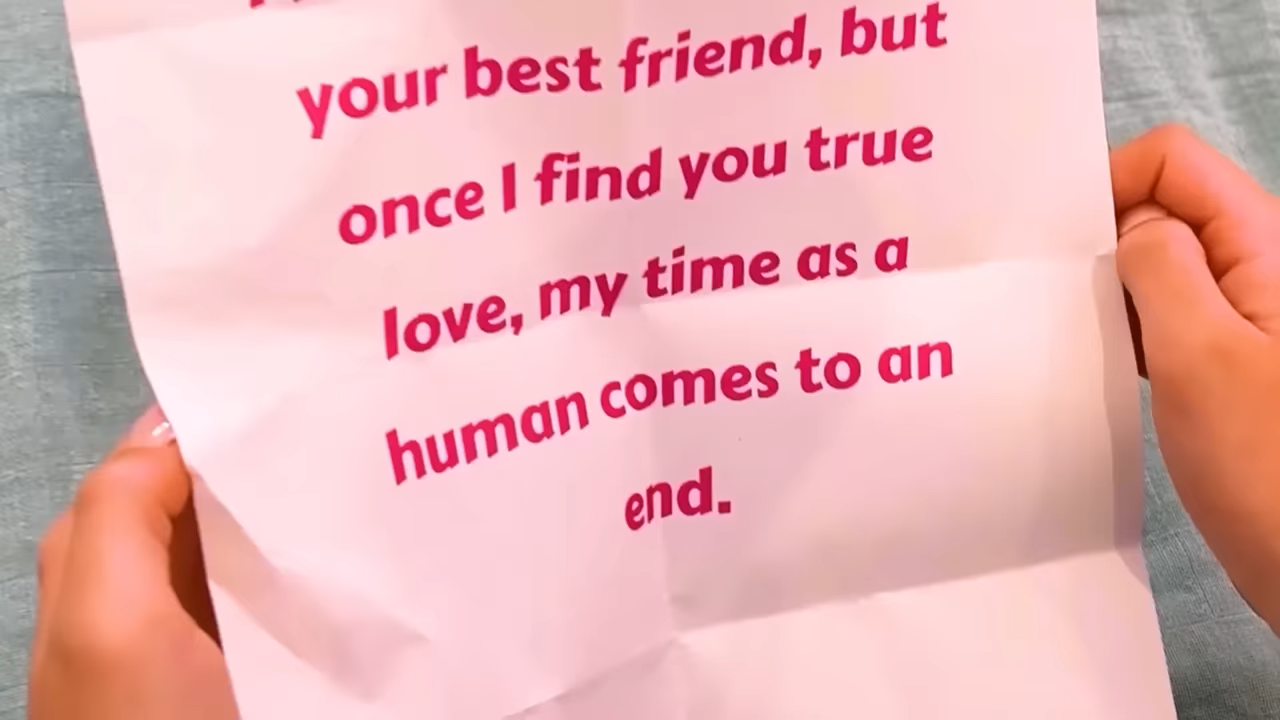 your best friend, but
once I find you true
love, my time as a
human comes to an
end.